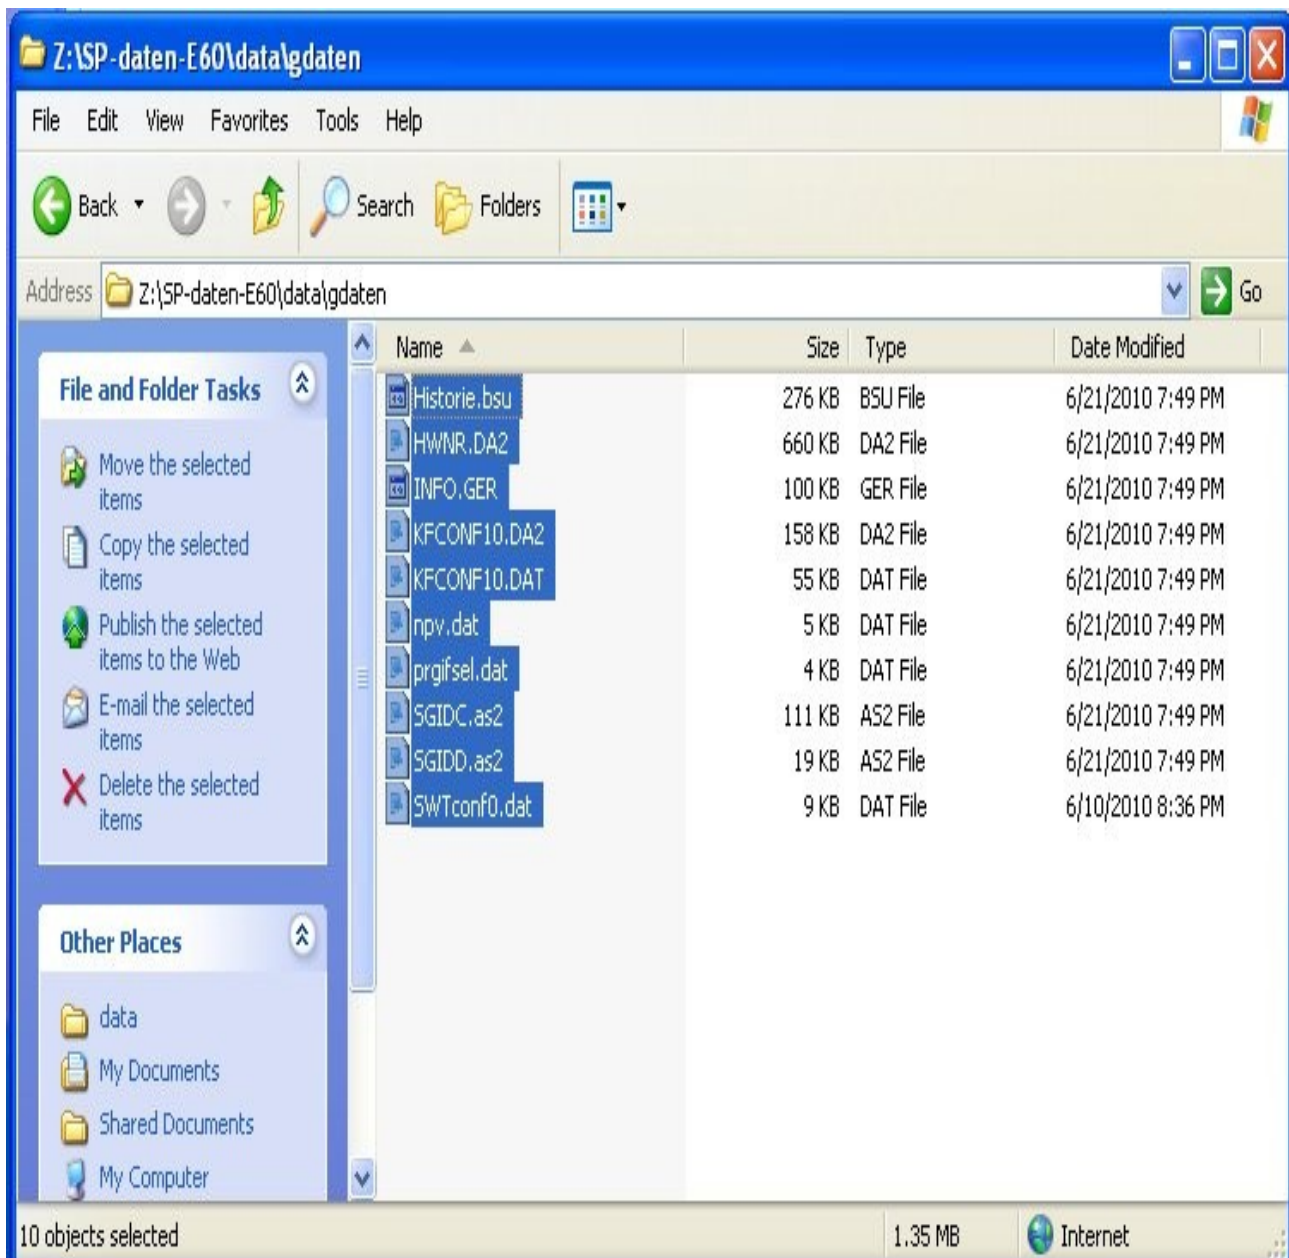 Z:\SP-daten-E60\data\gdaten
File Edit View Favorites Tools Help
Back Search Folders
Address Z:\SP-daten-E60\data\gdaten Go
File and Folder Tasks
Move the selected
items
Copy the selected
items
Publish the selected
items to the Web
E-mail the selected
items
Delete the selected
items
Other Places
data
My Documents
Shared Documents
My Computer
Name Size Type Date Modified
Historie.bsu 276 KB BSU File 6/21/2010 7:49 PM
HWNR.DA2 660 KB DA2 File 6/21/2010 7:49 PM
INFO.GER 100 KB GER File 6/21/2010 7:49 PM
KFCONF10.DA2 158 KB DA2 File 6/21/2010 7:49 PM
KFCONF10.DAT 55 KB DAT File 6/21/2010 7:49 PM
npv.dat 5 KB DAT File 6/21/2010 7:49 PM
prgifsel.dat 4 KB DAT File 6/21/2010 7:49 PM
SGIDC.as2 111 KB AS2 File 6/21/2010 7:49 PM
SGIDD.as2 19 KB AS2 File 6/21/2010 7:49 PM
SWTconf0.dat 9 KB DAT File 6/10/2010 8:36 PM
10 objects selected 1.35 MB Internet